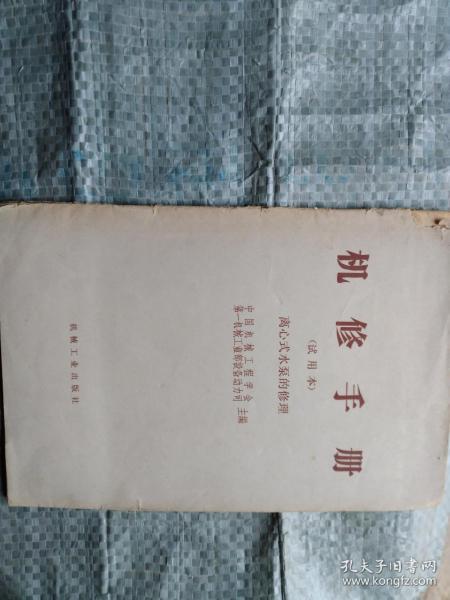 机修手册
(试用本)
离心式水泵的修理
中国机械工程学会
第一机械工业部设备动力司 主编
机械工业出版社
孔夫子旧书网
www.kongfz.com